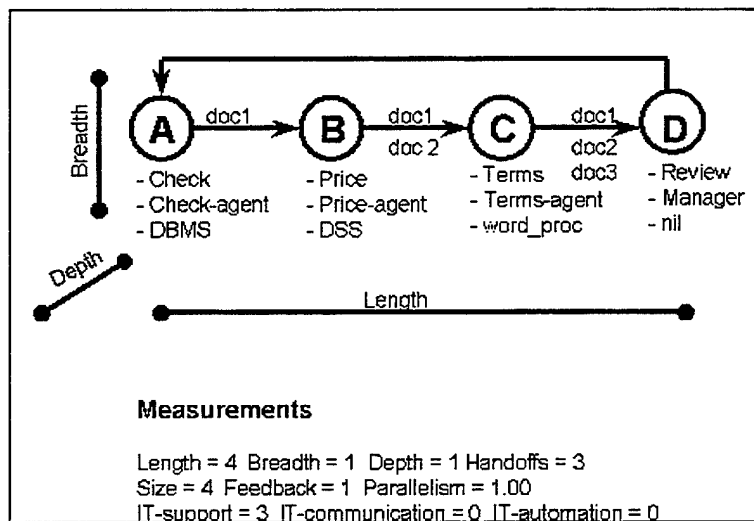 A doc1 B doc1 C doc1 D
doc 2 doc2
doc3
Breadth
- Check - Price - Terms - Review
- Check-agent - Price-agent - Terms-agent - Manager
- DBMS - DSS - word_proc - nil
Depth
Length
Measurements
Length = 4 Breadth = 1 Depth = 1 Handoffs = 3
Size = 4 Feedback = 1 Parallelism = 1.00
IT-support = 3 IT-communication = 0 IT-automation = 0